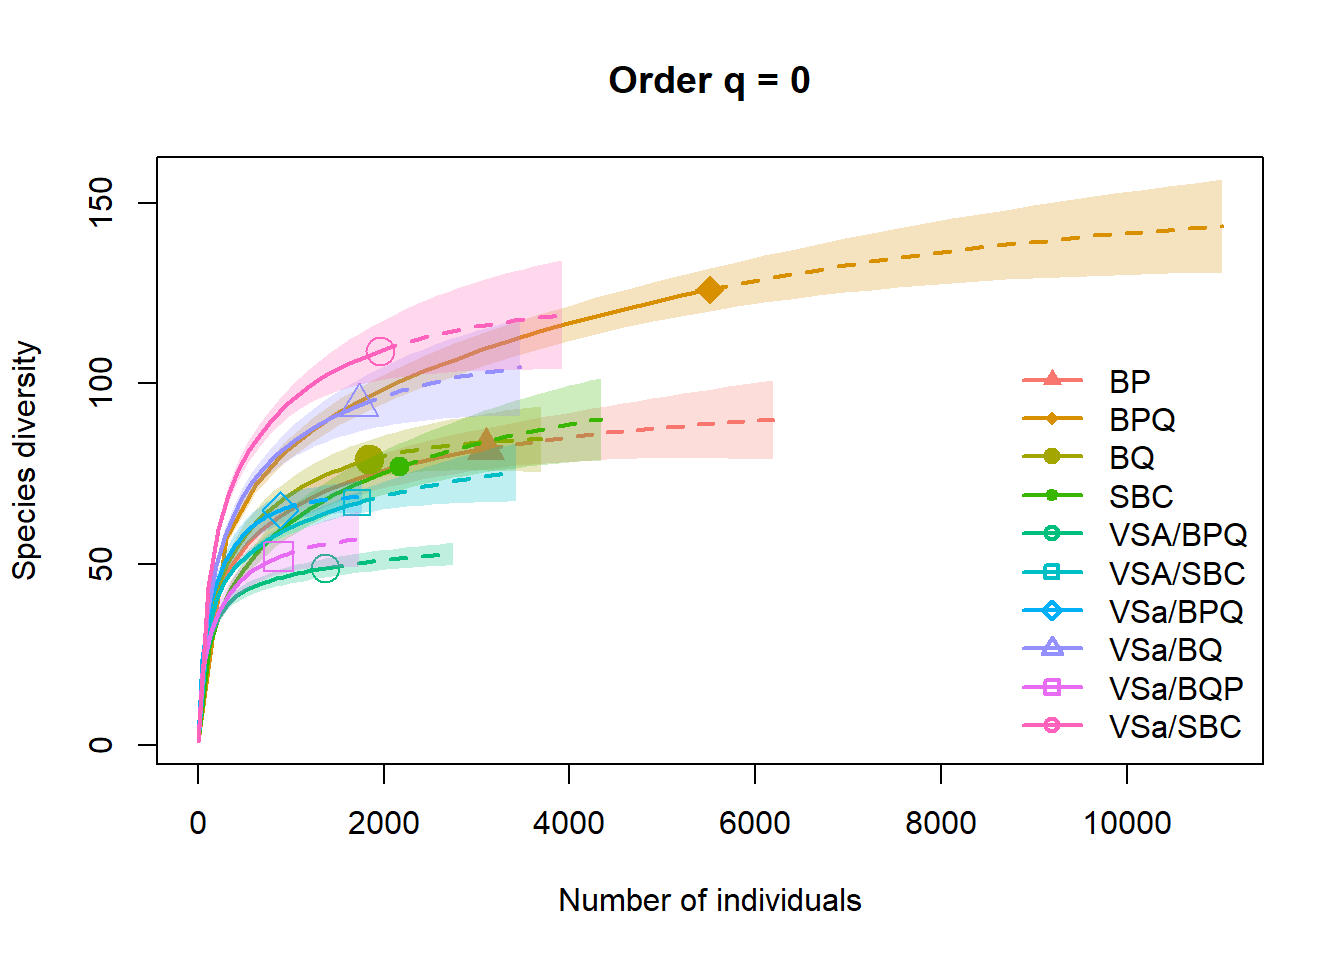 Order q = 0
Species diversity
150
100
50
0
0 2000 4000 6000 8000 10000
Number of individuals
BP
BPQ
BQ
SBC
VSA/BPQ
VSA/SBC
VSa/BPQ
VSa/BQ
VSa/BQP
VSa/SBC